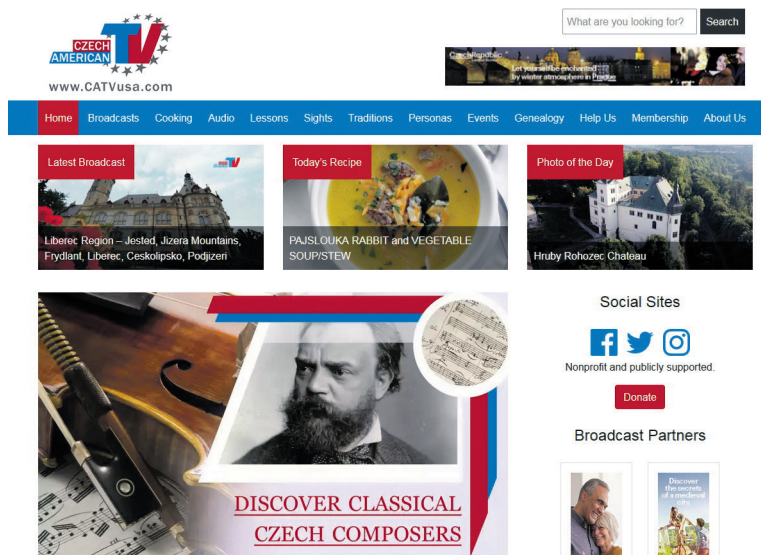 CZECH
AMERICAN
TV
www.CATVusa.com
What are you looking for?
Search
CzechRepublic
Let yourself be enchanted
by winter atmosphere in Prague
Home Broadcasts Cooking Audio Lessons Sights Traditions Personas Events Genealogy Help Us Membership About Us
Latest Broadcast
Liberec Region – Jested, Jizera Mountains,
Frydlant, Liberec, Ceskolipsko, Podjizeri
Today's Recipe
PAJSLOUKA RABBIT and VEGETABLE
SOUP/STEW
Photo of the Day
Hruby Rohozec Chateau
DISCOVER CLASSICAL
CZECH COMPOSERS
Social Sites
Nonprofit and publicly supported.
Donate
Broadcast Partners
Discover
the secrets
of a medieval
city